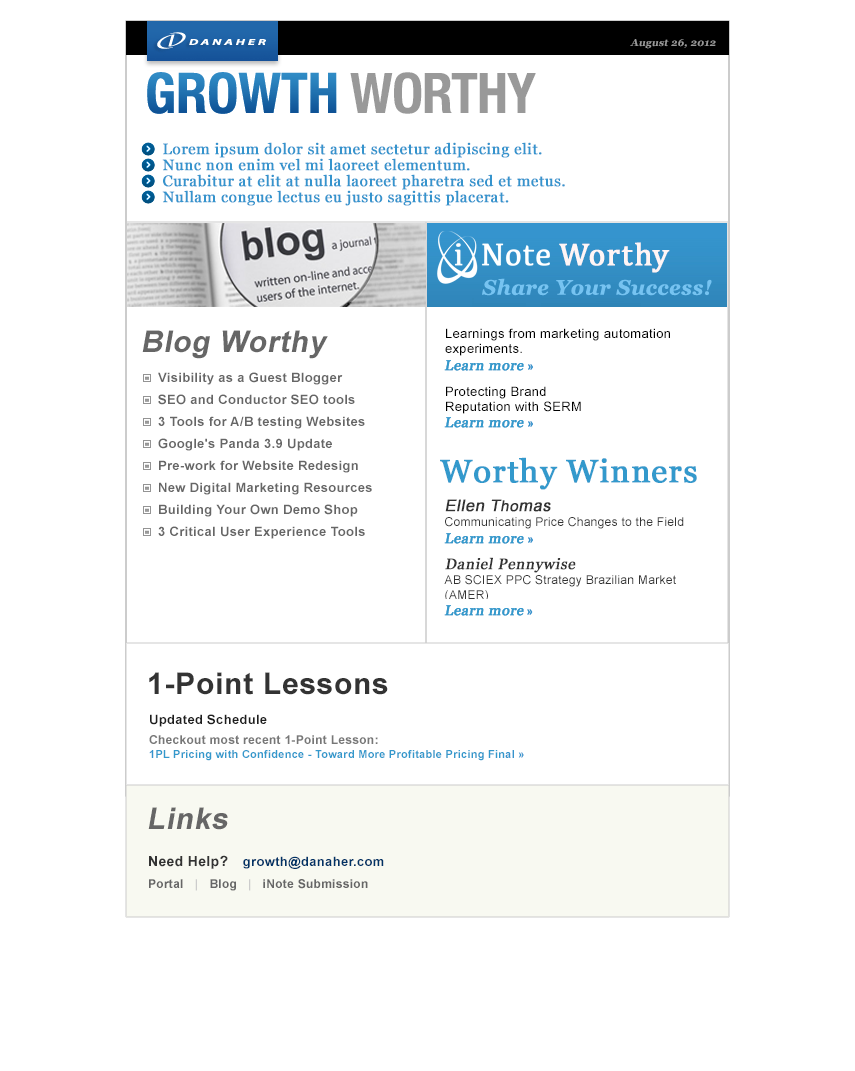 DANAHER
August 26, 2012
GROWTH WORTHY
Lorem ipsum dolor sit amet sectetur adipiscing elit.
Nunc non enim vel mi laoreet elementum.
Curabitur at elit at nulla laoreet pharetra sed et metus.
Nullam congue lectus eu justo sagittis placerat.
blog a journal
written on-line and acce
users of the internet.
i Note Worthy
Share Your Success!
Blog Worthy
Visibility as a Guest Blogger
SEO and Conductor SEO tools
3 Tools for A/B testing Websites
Google's Panda 3.9 Update
Pre-work for Website Redesign
New Digital Marketing Resources
Building Your Own Demo Shop
3 Critical User Experience Tools
Learnings from marketing automation
experiments.
Learn more »
Protecting Brand
Reputation with SERM
Learn more »
Worthy Winners
Ellen Thomas
Communicating Price Changes to the Field
Learn more »
Daniel Pennywise
AB SCIEX PPC Strategy Brazilian Market
(AMER)
Learn more »
1-Point Lessons
Updated Schedule
Checkout most recent 1-Point Lesson:
1PL Pricing with Confidence - Toward More Profitable Pricing Final »
Links
Need Help? growth@danaher.com
Portal | Blog | iNote Submission